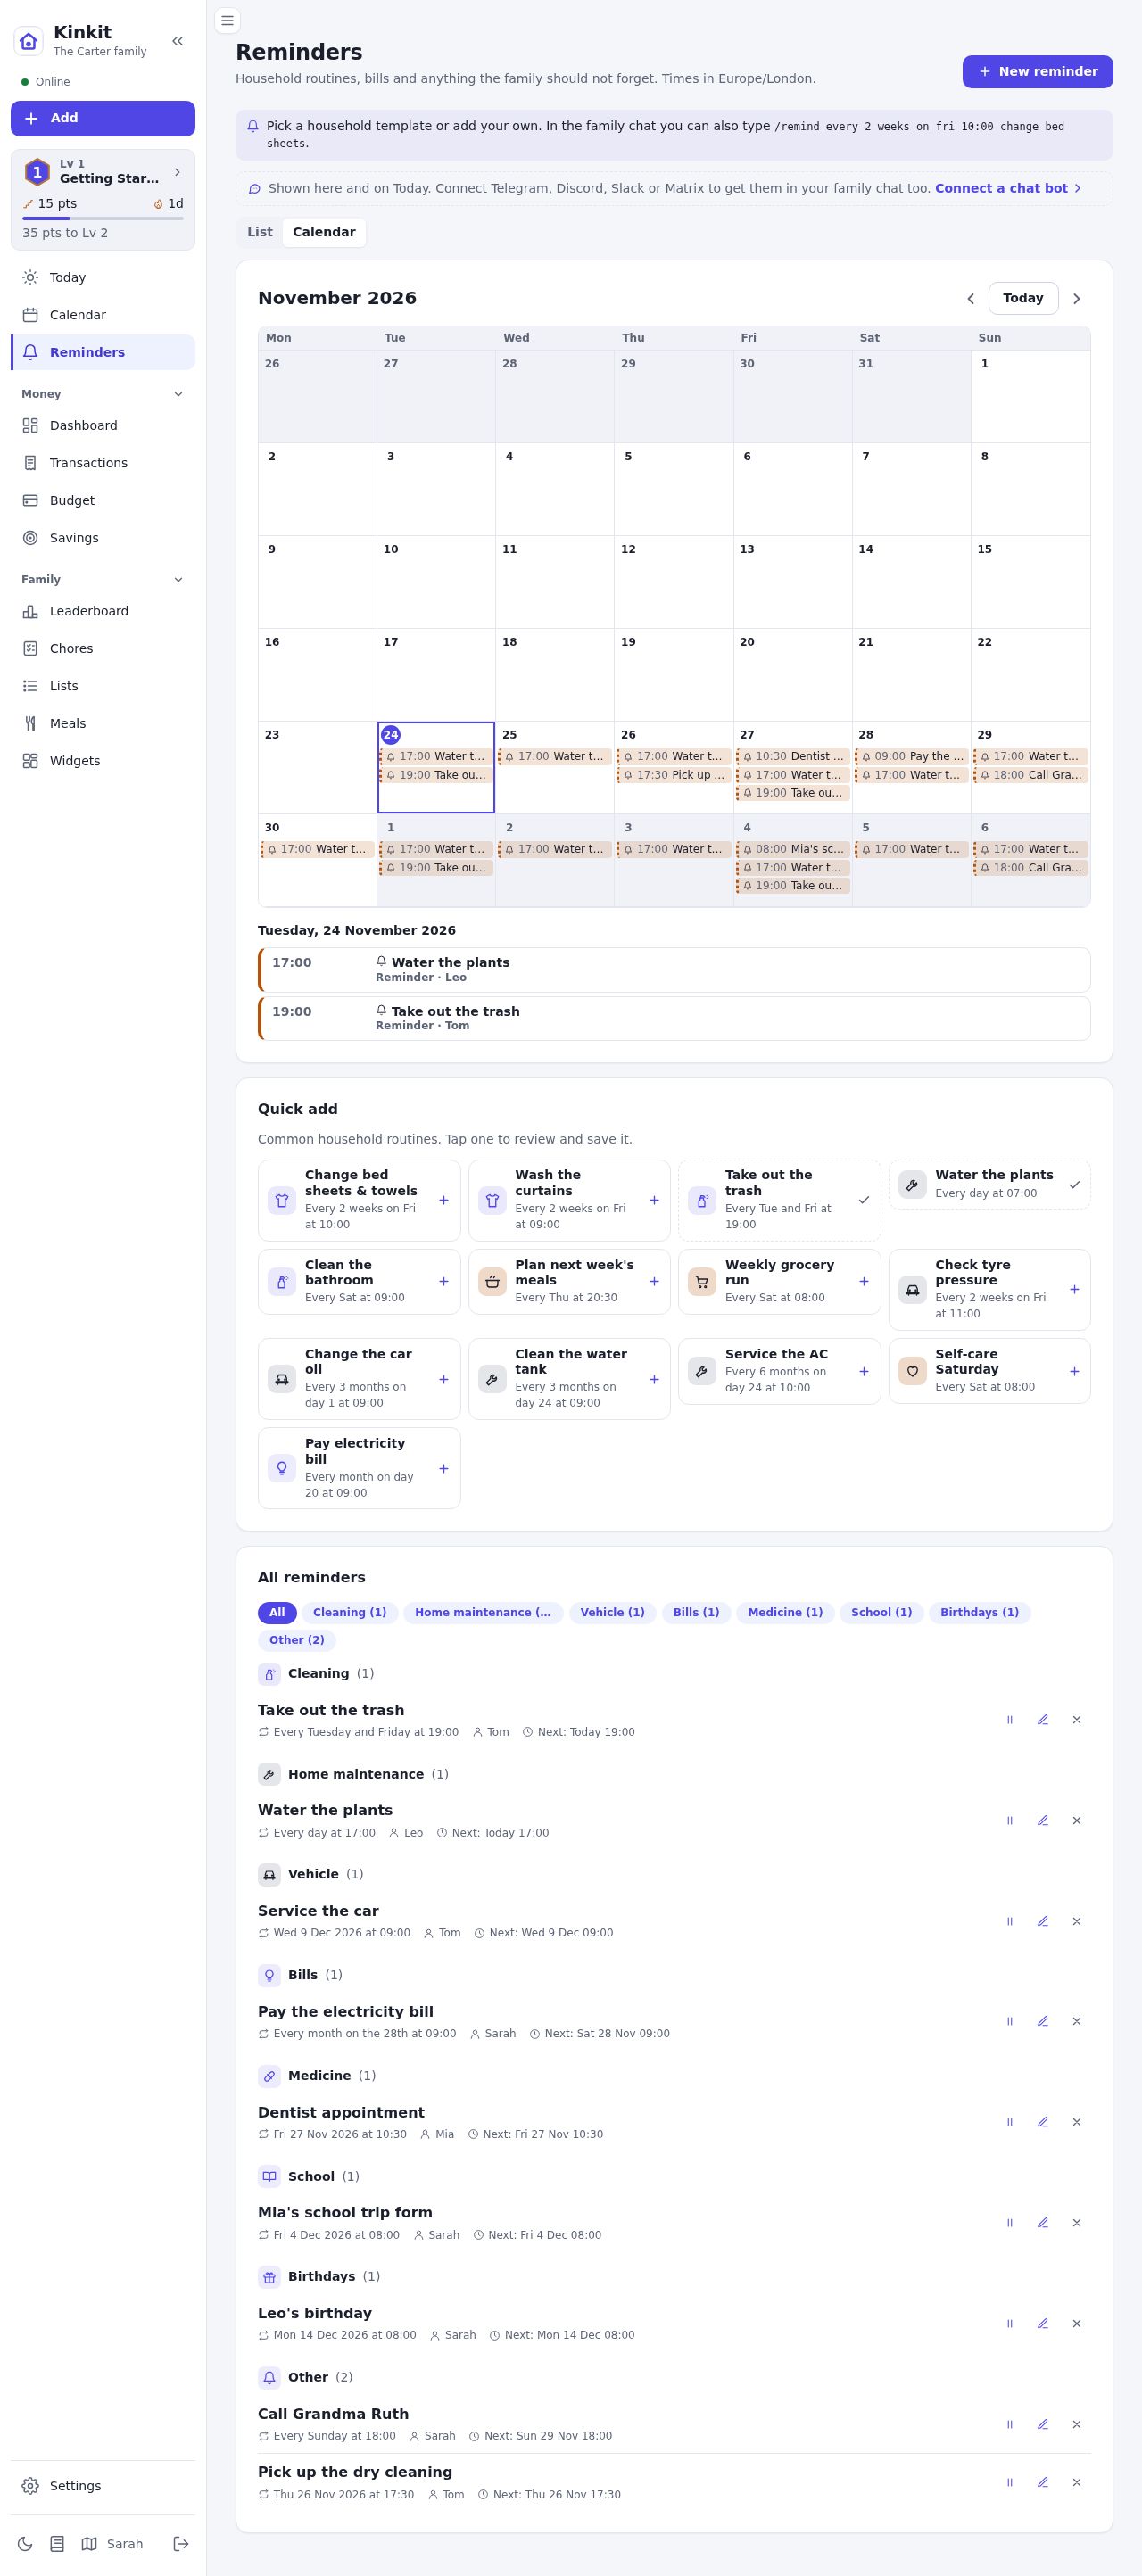 Kinkit
The Carter family
Online
Add
1
Lv 1
Getting Star...
15 pts
1d
35 pts to Lv 2
Today
Calendar
Reminders
Money
Dashboard
Transactions
Budget
Savings
Family
Leaderboard
Chores
Lists
Meals
Widgets
Settings
Sarah
Reminders
Household routines, bills and anything the family should not forget. Times in Europe/London.
New reminder
Pick a household template or add your own. In the family chat you can also type /remind every 2 weeks on fri 10:00 change bed
sheets.
Shown here and on Today. Connect Telegram, Discord, Slack or Matrix to get them in your family chat too. Connect a chat bot
List Calendar
November 2026
Today
Mon Tue Wed Thu Fri Sat Sun
26 27 28 29 30 31 1
2 3 4 5 6 7 8
9 10 11 12 13 14 15
16 17 18 19 20 21 22
23 24 25 26 27 28 29
17:00 Water t... 17:00 Water t... 17:00 Water t... 10:30 Dentist ... 09:00 Pay the ... 17:00 Water t...
19:00 Take ou... 17:30 Pick up ... 17:00 Water t... 17:00 Water t... 18:00 Call Gra...
19:00 Take ou...
30 1 2 3 4 5 6
17:00 Water t... 17:00 Water t... 17:00 Water t... 17:00 Water t... 08:00 Mia's sc... 17:00 Water t... 17:00 Water t...
19:00 Take ou... 17:00 Water t... 18:00 Call Gra...
19:00 Take ou...
Tuesday, 24 November 2026
17:00 Water the plants
Reminder · Leo
19:00 Take out the trash
Reminder · Tom
Quick add
Common household routines. Tap one to review and save it.
Change bed
sheets & towels
Every 2 weeks on Fri
at 10:00
Wash the
curtains
Every 2 weeks on Fri
at 09:00
Take out the
trash
Every Tue and Fri at
19:00
Water the plants
Every day at 07:00
Clean the
bathroom
Every Sat at 09:00
Plan next week's
meals
Every Thu at 20:30
Weekly grocery
run
Every Sat at 08:00
Check tyre
pressure
Every 2 weeks on Fri
at 11:00
Change the car
oil
Every 3 months on
day 1 at 09:00
Clean the water
tank
Every 3 months on
day 24 at 09:00
Service the AC
Every 6 months on
day 24 at 10:00
Self-care
Saturday
Every Sat at 08:00
Pay electricity
bill
Every month on day
20 at 09:00
All reminders
All Cleaning (1) Home maintenance (... Vehicle (1) Bills (1) Medicine (1) School (1) Birthdays (1)
Other (2)
Cleaning (1)
Take out the trash
Every Tuesday and Friday at 19:00 Tom Next: Today 19:00
Home maintenance (1)
Water the plants
Every day at 17:00 Leo Next: Today 17:00
Vehicle (1)
Service the car
Wed 9 Dec 2026 at 09:00 Tom Next: Wed 9 Dec 09:00
Bills (1)
Pay the electricity bill
Every month on the 28th at 09:00 Sarah Next: Sat 28 Nov 09:00
Medicine (1)
Dentist appointment
Fri 27 Nov 2026 at 10:30 Mia Next: Fri 27 Nov 10:30
School (1)
Mia's school trip form
Fri 4 Dec 2026 at 08:00 Sarah Next: Fri 4 Dec 08:00
Birthdays (1)
Leo's birthday
Mon 14 Dec 2026 at 08:00 Sarah Next: Mon 14 Dec 08:00
Other (2)
Call Grandma Ruth
Every Sunday at 18:00 Sarah Next: Sun 29 Nov 18:00
Pick up the dry cleaning
Thu 26 Nov 2026 at 17:30 Tom Next: Thu 26 Nov 17:30